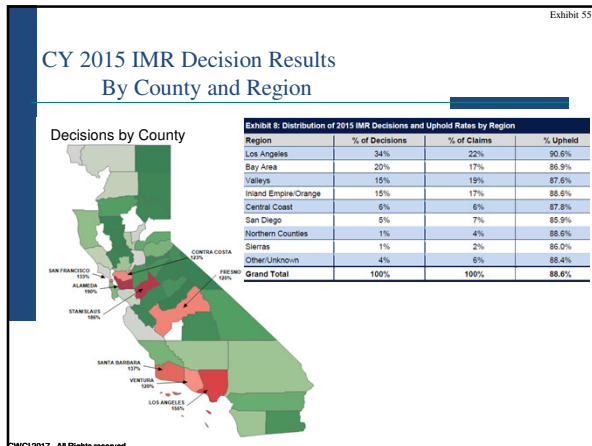 Exhibit 55
CY 2015 IMR Decision Results
By County and Region
Decisions by County
CONTRA COSTA
123%
SAN FRANCISCO
133%
FRESNO
120%
ALAMEDA
190%
STANISLAUS
186%
SANTA BARBARA
137%
VENTURA
120%
LOS ANGELES
155%
Exhibit 8: Distribution of 2015 IMR Decisions and Uphold Rates by Region
Region % of Decisions % of Claims % Upheld
Los Angeles 34% 22% 90.6%
Bay Area 20% 17% 86.9%
Valleys 15% 19% 87.6%
Inland Empire/Orange 15% 17% 88.6%
Central Coast 6% 6% 87.8%
San Diego 5% 7% 85.9%
Northern Counties 1% 4% 88.6%
Sierras 1% 2% 86.0%
Other/Unknown 4% 6% 88.4%
Grand Total 100% 100% 88.6%
CWCI 2017 All Rights reserved